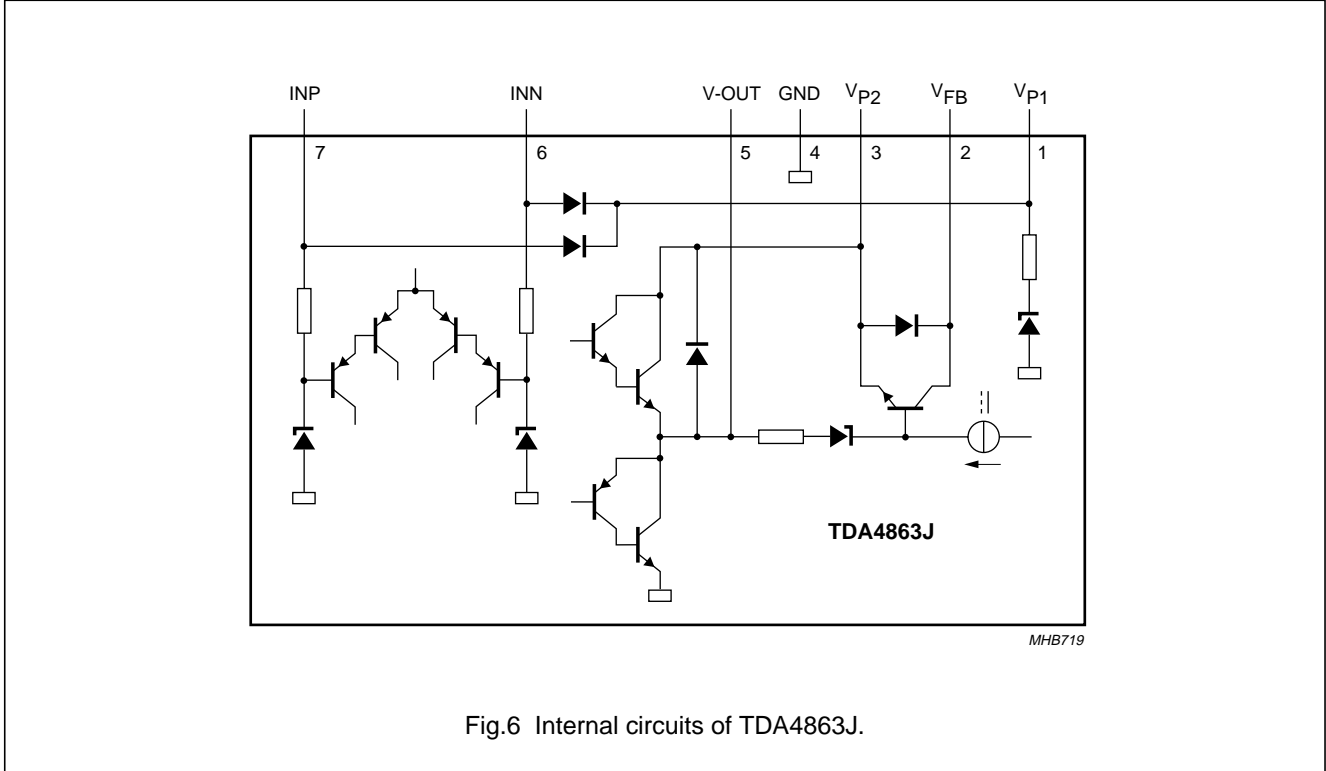 INP INN V-OUT GND VP2 VFB VP1
7 6 5 4 3 2 1
TDA4863J
MHB719
Fig.6 Internal circuits of TDA4863J.